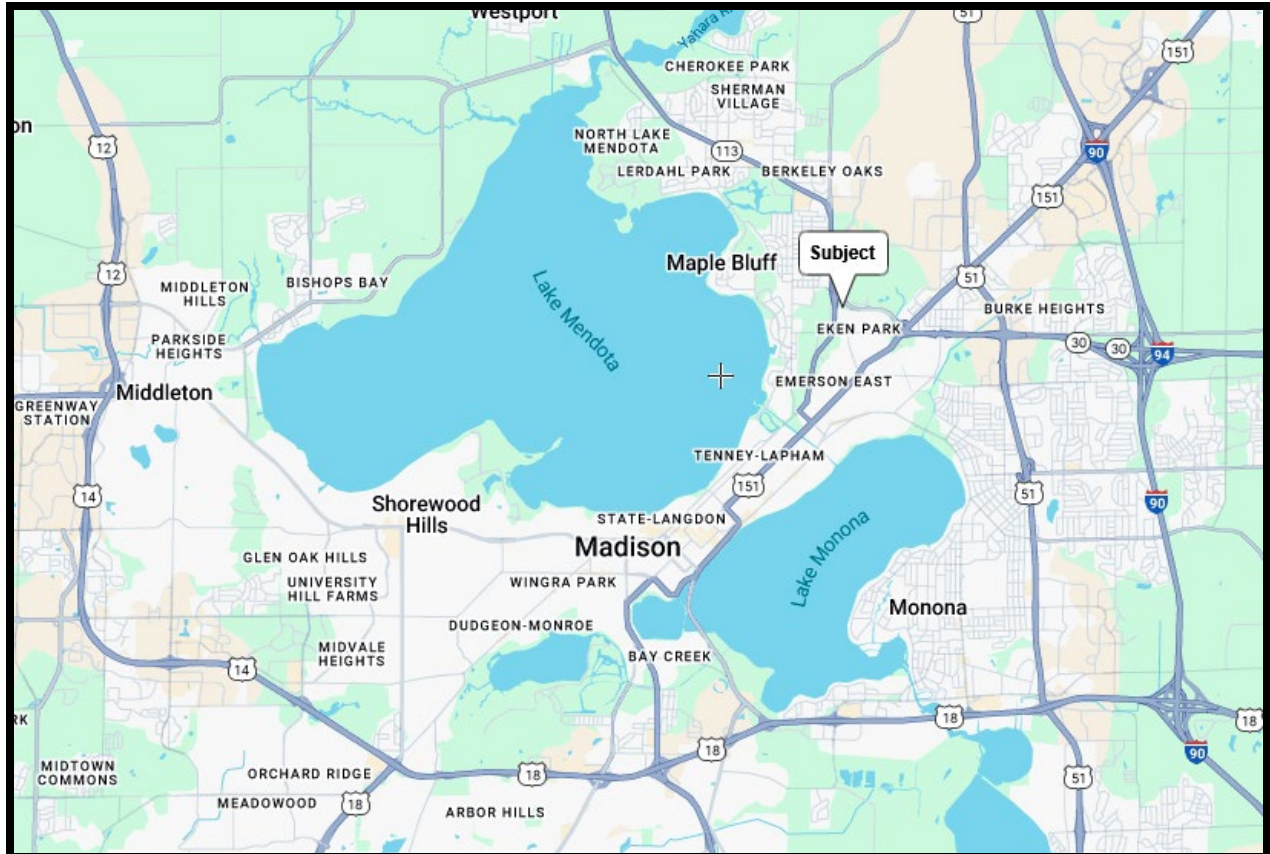 Westport
51
Yahara
151
CHEROKEE PARK
SHERMAN
VILLAGE
on
12
NORTH LAKE
MENDOTA
113
90
LERDAHL PARK
BERKELEY OAKS
151
Subject
Maple Bluff
12
51
MIDDLETON
HILLS
BISHOPS BAY
Lake Mendota
BURKE HEIGHTS
EKEN PARK
PARKSIDE
HEIGHTS
30
30
94
EMERSON EAST
Middleton
GREENWAY
STATION
TENNEY-LAPHAM
151
14
51
90
Shorewood
Hills
STATE-LANGDON
Madison
Lake Monona
GLEN OAK HILLS
UNIVERSITY
HILL FARMS
WINGRA PARK
Monona
DUDGEON-MONROE
MIDVALE
HEIGHTS
BAY CREEK
14
RK
18
18
18
90
MIDTOWN
COMMONS
ORCHARD RIDGE
18
51
MEADOWOOD
18
ARBOR HILLS